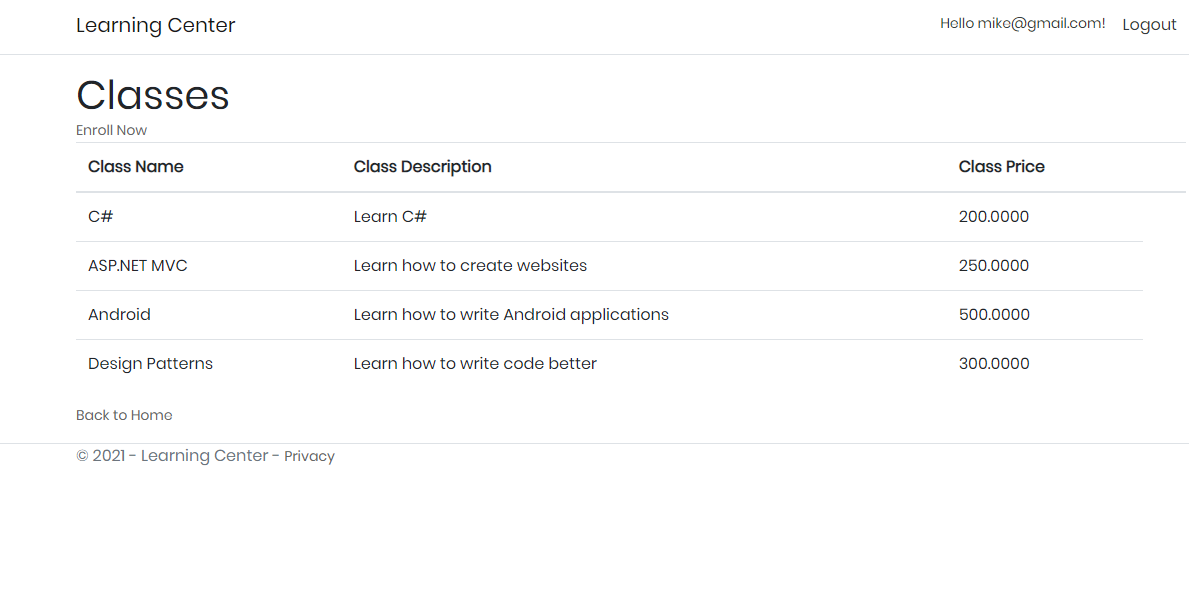 Learning Center Hello mike@gmail.com! Logout
Classes
Enroll Now
Class Name Class Description Class Price
C# Learn C# 200.0000
ASP.NET MVC Learn how to create websites 250.0000
Android Learn how to write Android applications 500.0000
Design Patterns Learn how to write code better 300.0000
Back to Home
© 2021 - Learning Center - Privacy